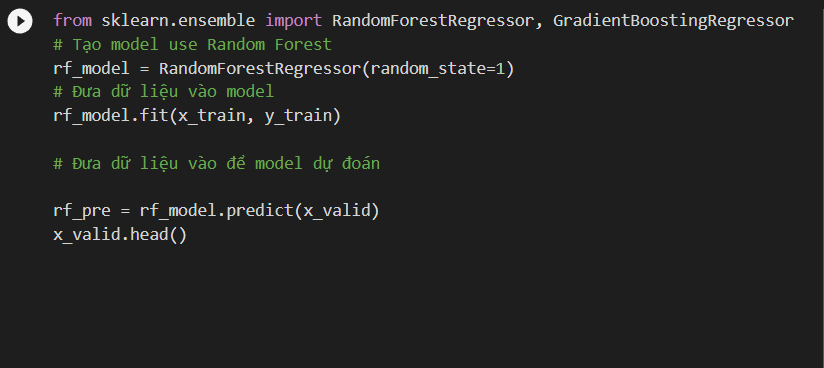 from sklearn.ensemble import RandomForestRegressor, GradientBoostingRegressor
# Tạo model use Random Forest
rf_model = RandomForestRegressor(random_state=1)
# Đưa dữ liệu vào model
rf_model.fit(x_train, y_train)
# Đưa dữ liệu vào để model dự đoán
rf_pre = rf_model.predict(x_valid)
x_valid.head()